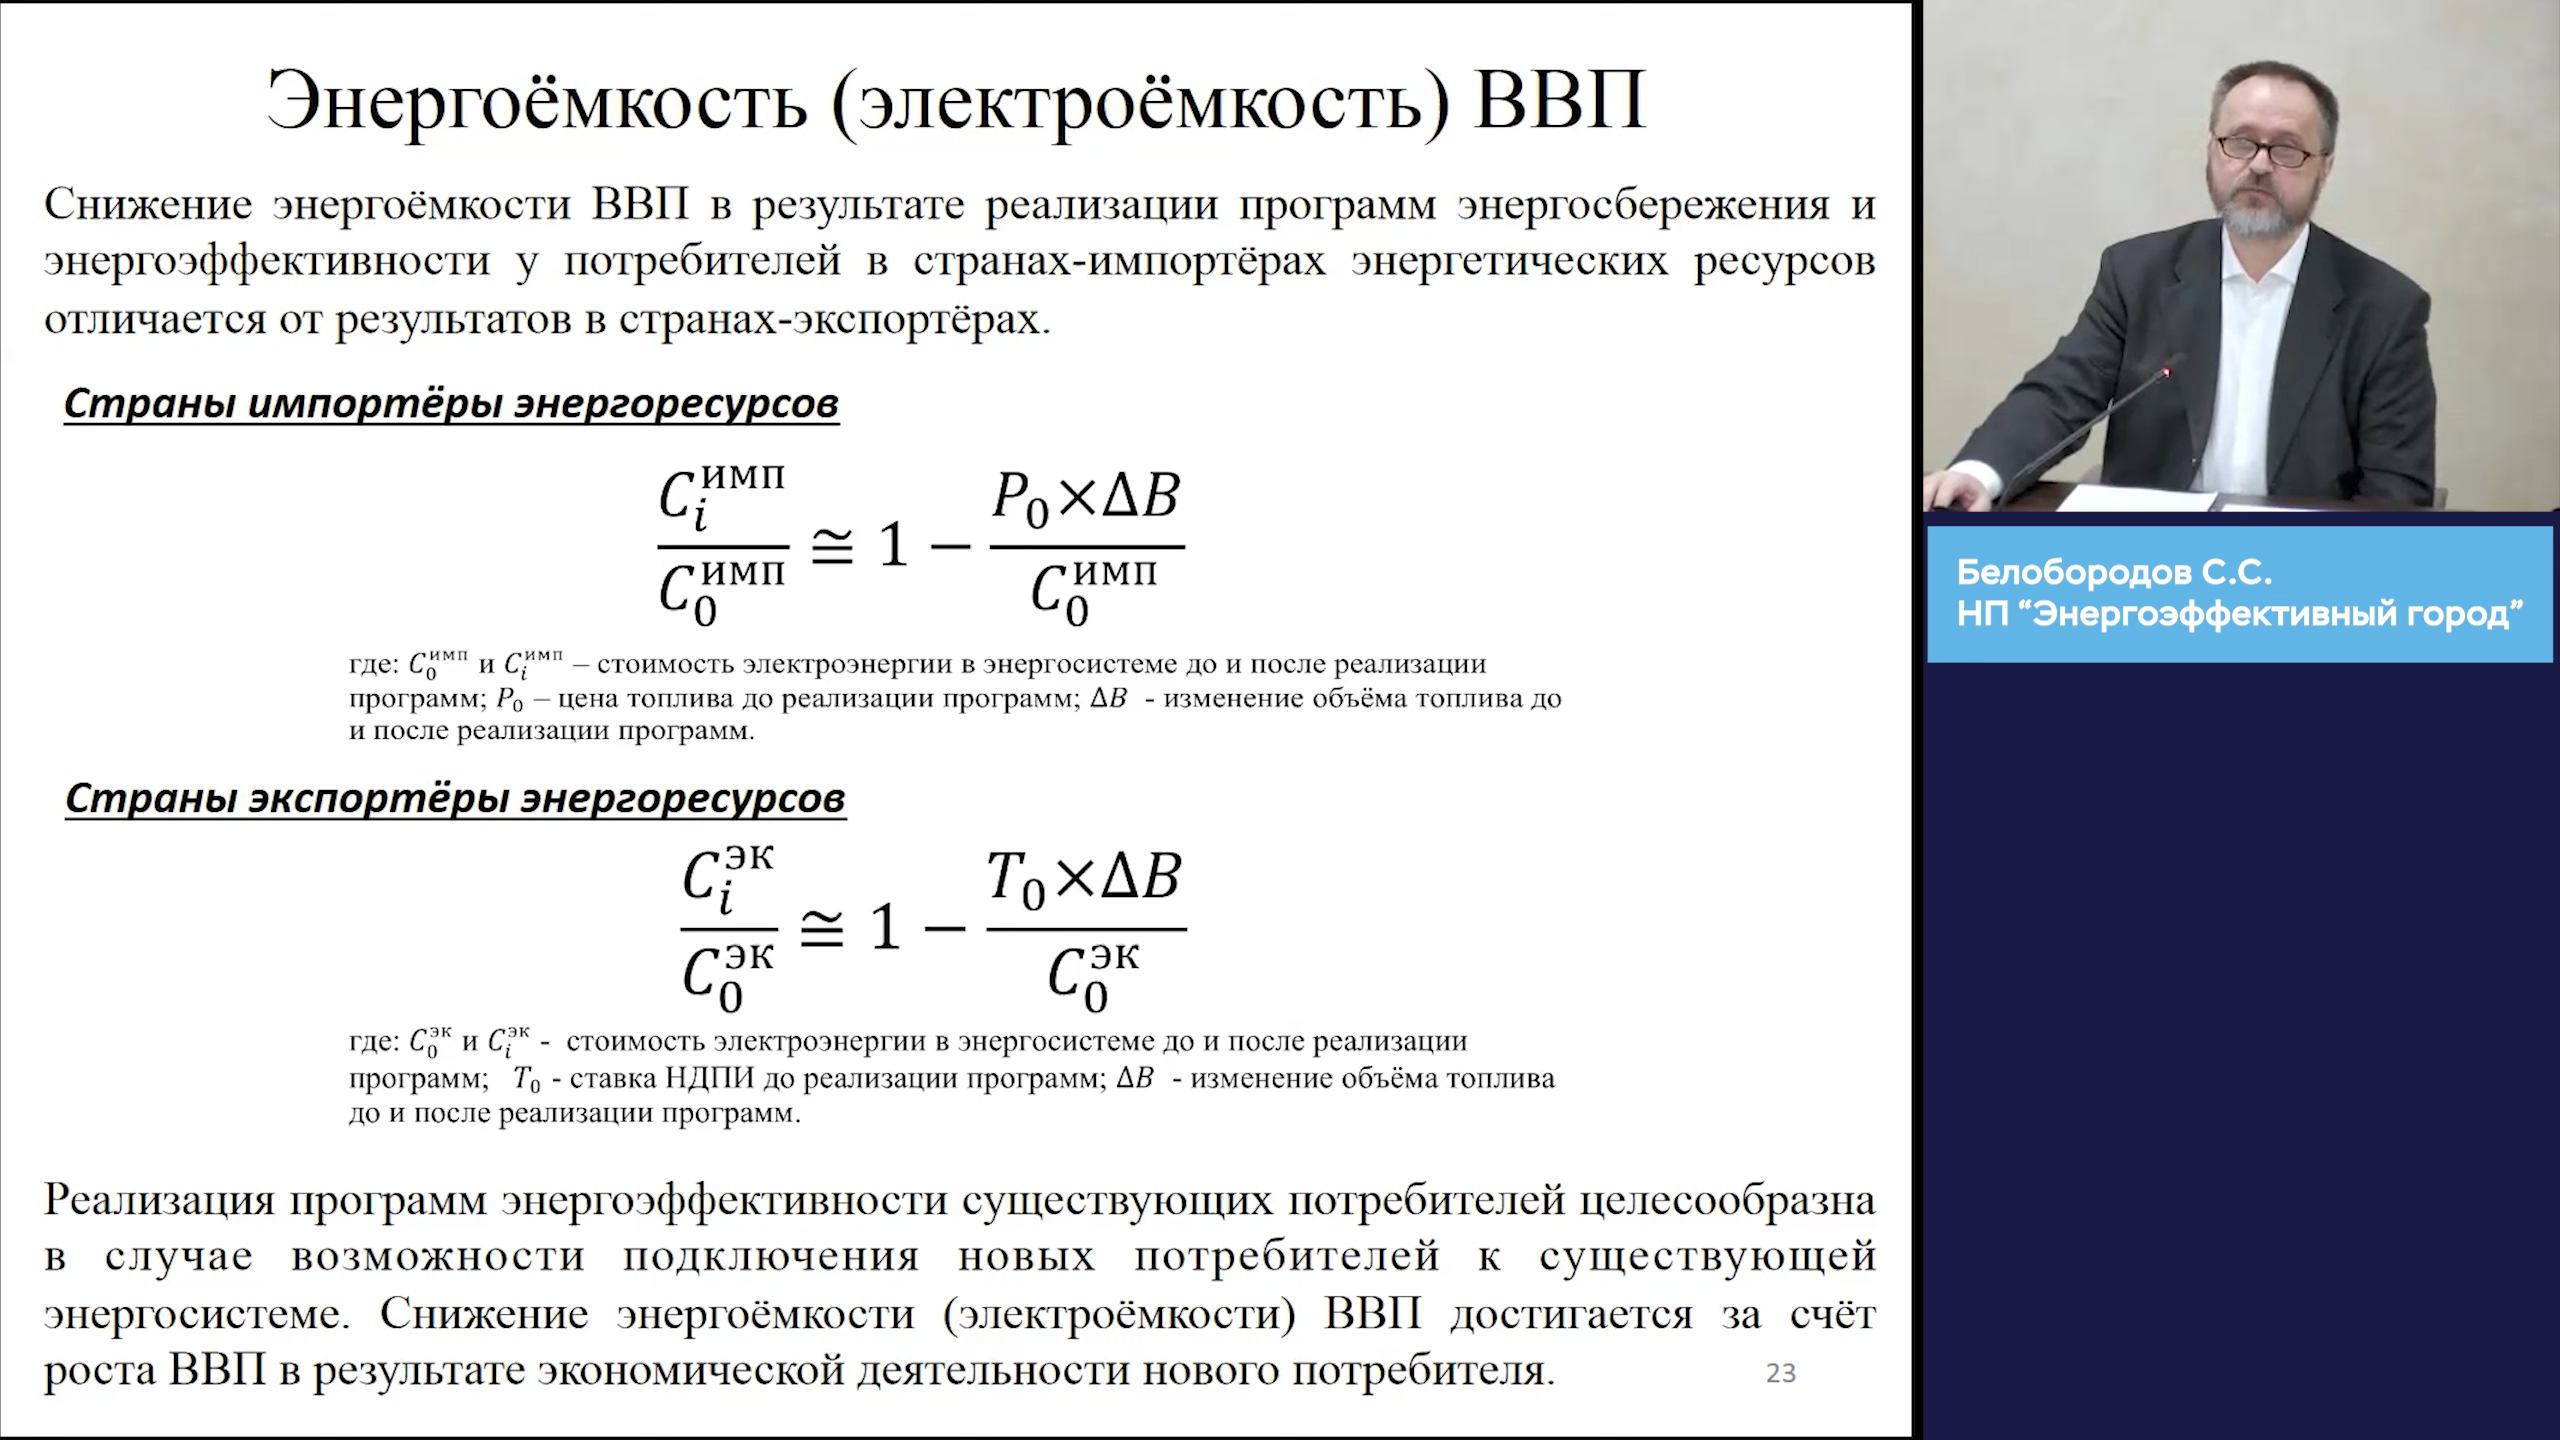 Энергоёмкость (электроёмкость) ВВП
Снижение энергоёмкости ВВП в результате реализации программ энергосбережения и
энергоэффективности у потребителей в странах-импортёрах энергетических ресурсов
отличается от результатов в странах-экспортёрах.
Страны импортёры энергоресурсов
C_i^имп / C_0^имп ≅ 1 − P_0×ΔB / C_0^имп
где: C_0^имп и C_i^имп – стоимость электроэнергии в энергосистеме до и после реализации
программ; P_0 – цена топлива до реализации программ; ΔB - изменение объёма топлива до
и после реализации программ.
Страны экспортёры энергоресурсов
C_i^эк / C_0^эк ≅ 1 − T_0×ΔB / C_0^эк
где: C_0^эк и C_i^эк - стоимость электроэнергии в энергосистеме до и после реализации
программ; T_0 - ставка НДПИ до реализации программ; ΔB - изменение объёма топлива
до и после реализации программ.
Реализация программ энергоэффективности существующих потребителей целесообразна
в случае возможности подключения новых потребителей к существующей
энергосистеме. Снижение энергоёмкости (электроёмкости) ВВП достигается за счёт
роста ВВП в результате экономической деятельности нового потребителя.
23
Белобородов С.С.
НП “Энергоэффективный город”